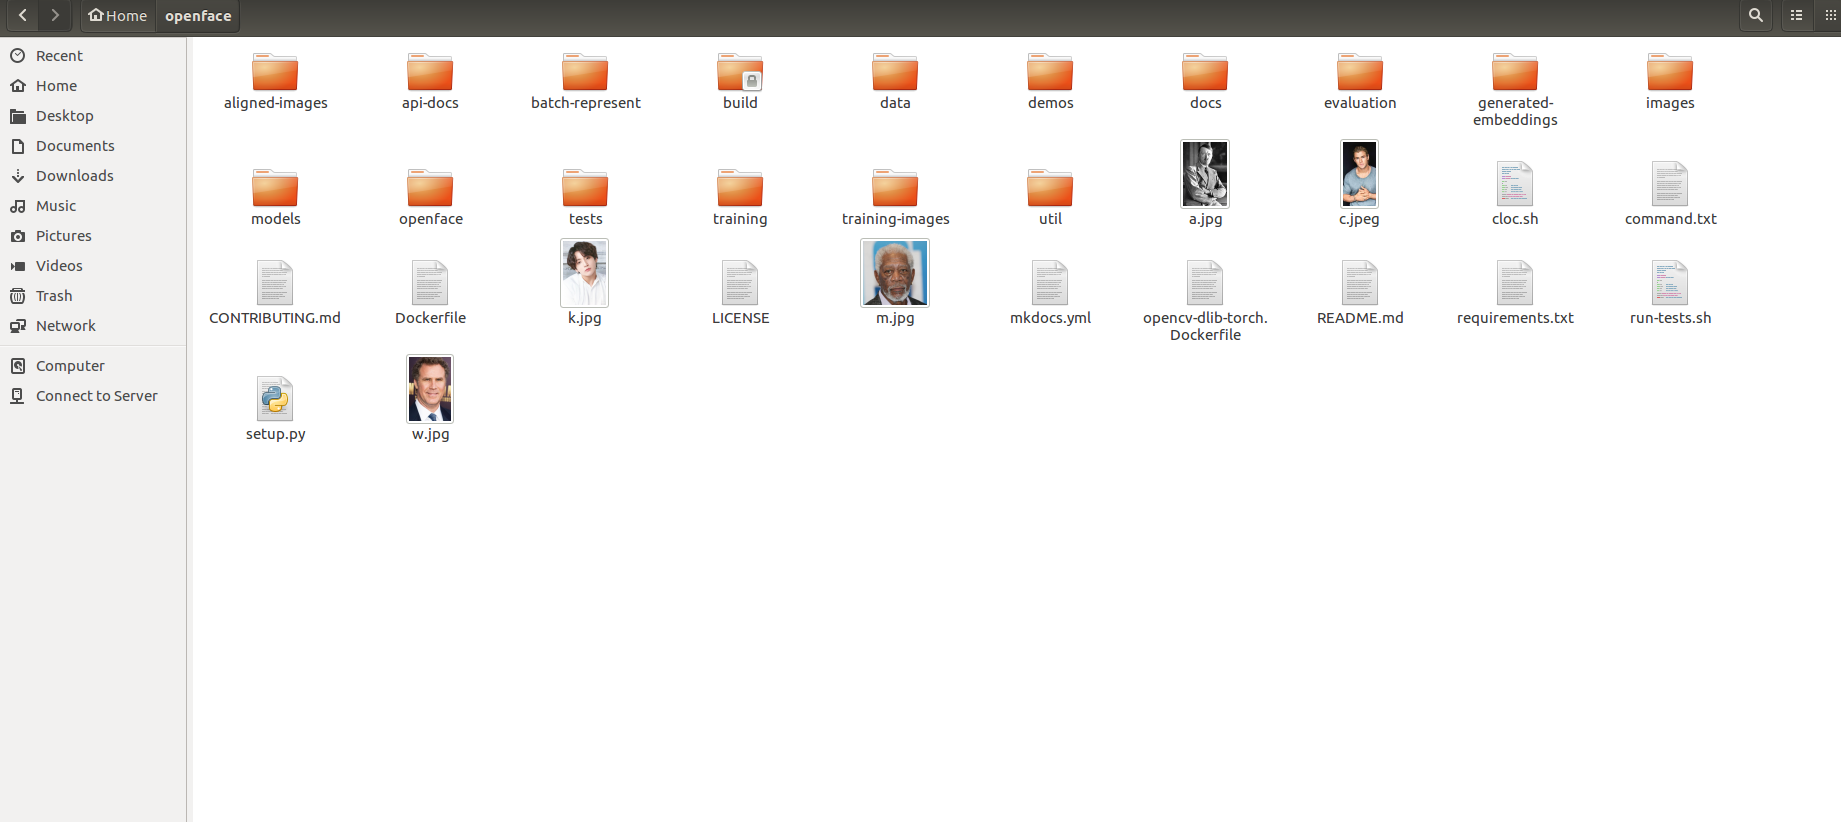 Home openface
Recent
Home
Desktop
Documents
Downloads
Music
Pictures
Videos
Trash
Network
Computer
Connect to Server
aligned-images api-docs batch-represent build data demos docs evaluation generated-
embeddings images
models openface tests training training-images util a.jpg c.jpeg cloc.sh command.txt
CONTRIBUTING.md Dockerfile k.jpg LICENSE m.jpg mkdocs.yml opencv-dlib-torch.
Dockerfile README.md requirements.txt run-tests.sh
setup.py w.jpg